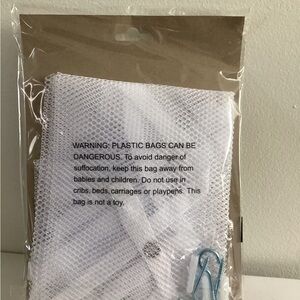 WARNING: PLASTIC BAGS CAN BE
DANGEROUS. To avoid danger of
suffocation, keep this bag away from
babies and children. Do not use in
cribs, beds, carriages or playpens. This
bag is not a toy.